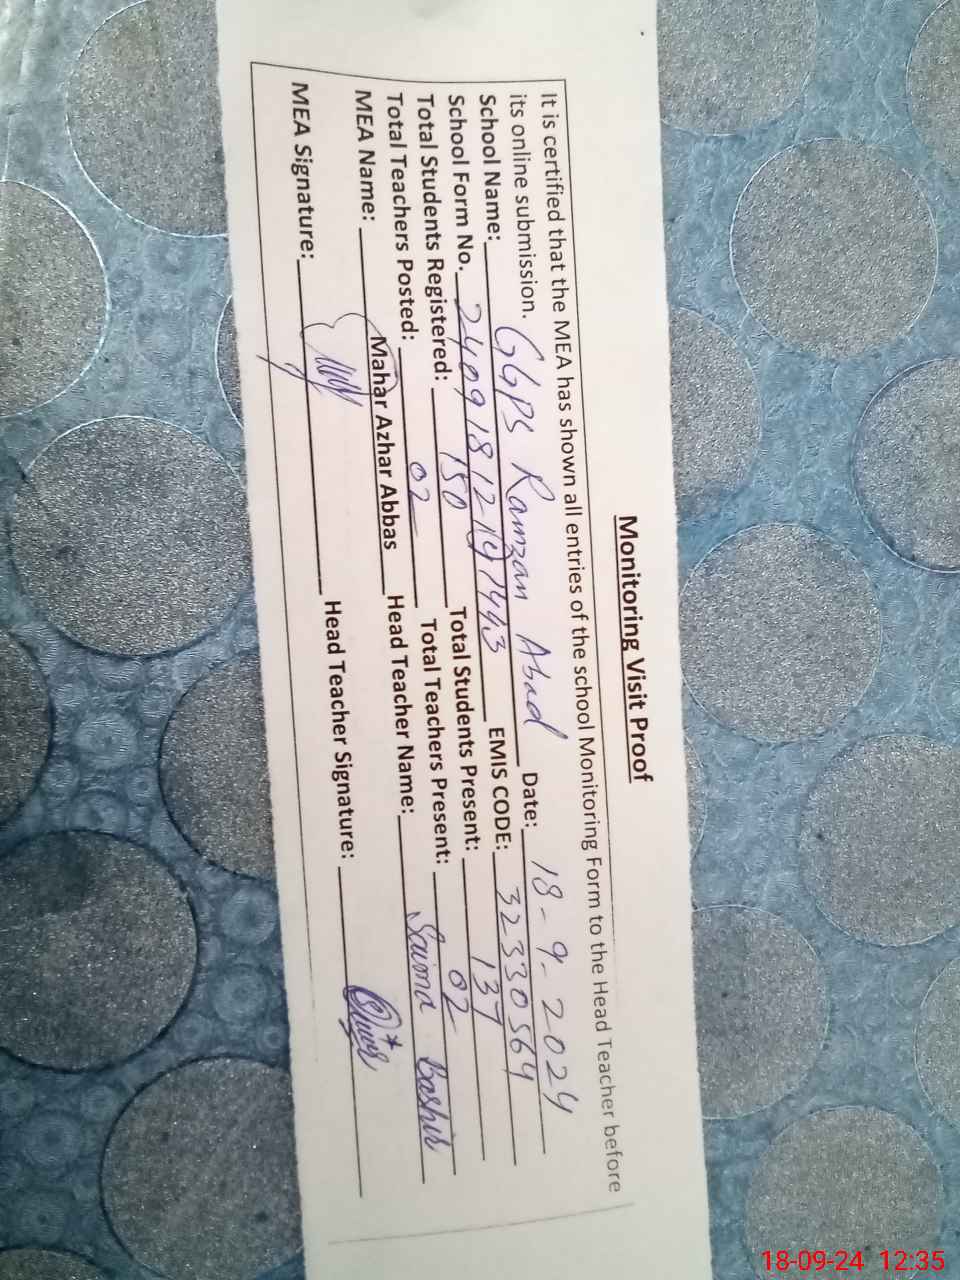 Monitoring Visit Proof
It is certified that the MEA has shown all entries of the school Monitoring Form to the Head Teacher before
its online submission.
School Name: GGPS Ramzan Abad Date: 18-9-2024
School Form No. 24091812197443 EMIS CODE: 32330564
Total Students Registered: 150 Total Students Present: 137
Total Teachers Posted: 02 Total Teachers Present: 02
MEA Name: Mahar Azhar Abbas Head Teacher Name: Saima Bashir
MEA Signature: Head Teacher Signature:
18-09-24 12:35